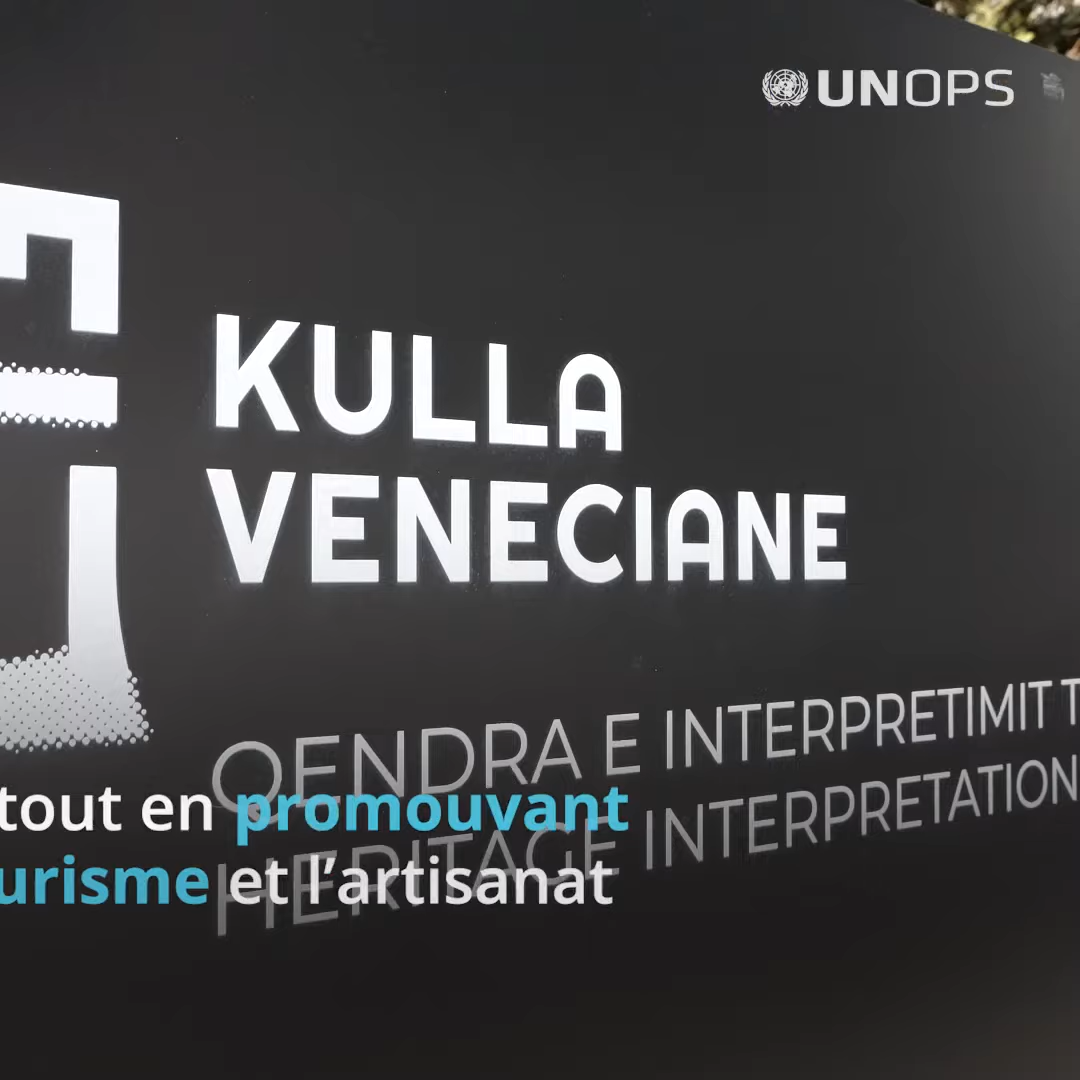 UNOPS
KULLA
VENECIANE
QENDRA E INTERPRETIMIT
HERITAGE INTERPRETATION
tout en promouvant
urisme et l'artisanat